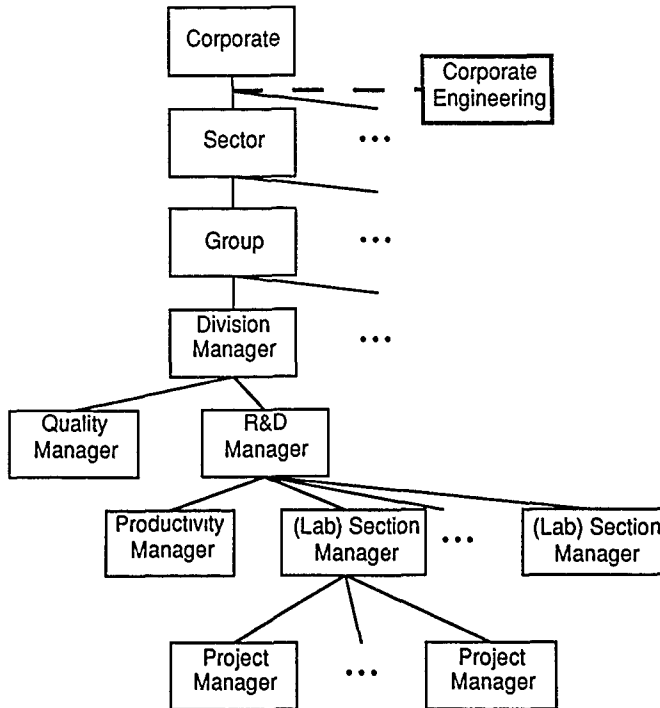 Corporate
Corporate
Engineering
Sector
...
Group
...
Division
Manager
...
Quality
Manager
R&D
Manager
Productivity
Manager
(Lab) Section
Manager
...
(Lab) Section
Manager
Project
Manager
...
Project
Manager